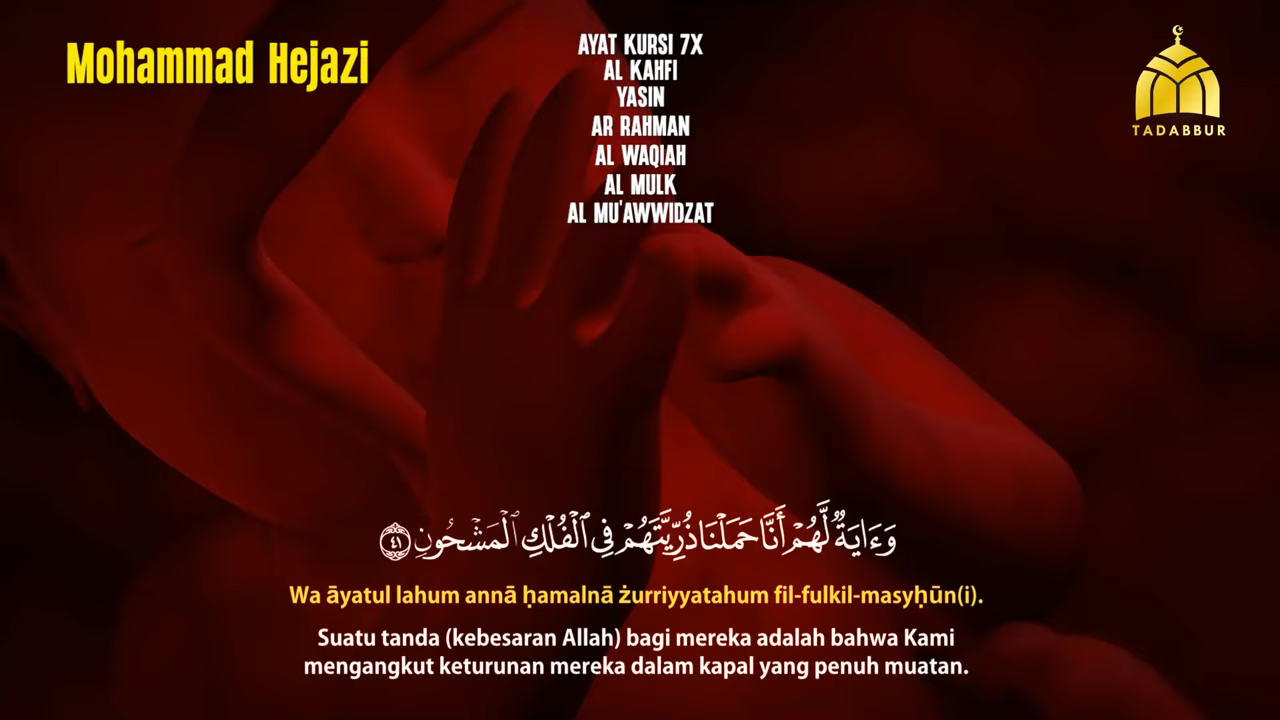 Mohammad Hejazi
AYAT KURSI 7X
AL KAHFI
YASIN
AR RAHMAN
AL WAQIAH
AL MULK
AL MU'AWWIDZAT
TADABBUR
وَءَايَةٌ لَّهُمْ أَنَّا حَمَلْنَا ذُرِّيَّتَهُمْ فِى ٱلْفُلْكِ ٱلْمَشْحُونِ ٤١
Wa āyatul lahum annā ḥamalnā żurriyyatahum fil-fulkil-masyḥūn(i).
Suatu tanda (kebesaran Allah) bagi mereka adalah bahwa Kami
mengangkut keturunan mereka dalam kapal yang penuh muatan.